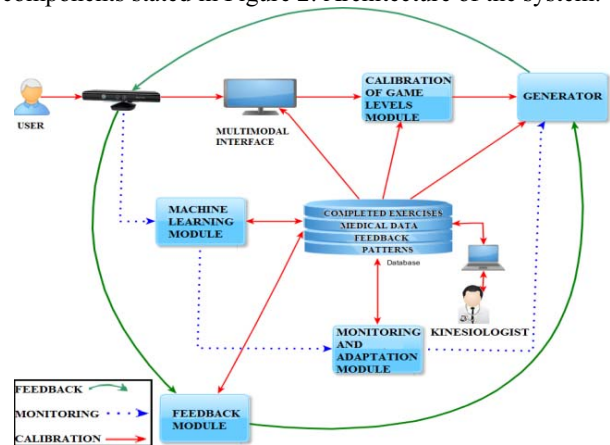 components stated in Figure 2. Architecture of the system.
CALIBRATION
OF GAME
LEVELS
MODULE
GENERATOR
USER
MULTIMODAL
INTERFACE
MACHINE
LEARNING
MODULE
COMPLETED EXERCISES
MEDICAL DATA
FEEDBACK
PATTERNS
Database
KINESIOLOGIST
MONITORING
AND
ADAPTATION
MODULE
FEEDBACK
MONITORING
CALIBRATION
FEEDBACK
MODULE